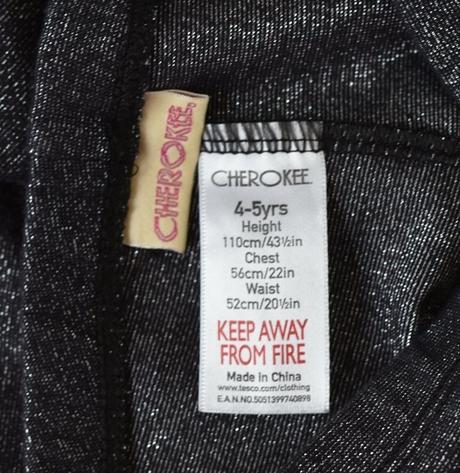 CHEROKEE.
CHEROKEE
4-5yrs
Height
110cm/43½in
Chest
56cm/22in
Waist
52cm/20½in
KEEP AWAY
FROM FIRE
Made in China
www.tesco.com/clothing
E.A.N.NO.5051399740898